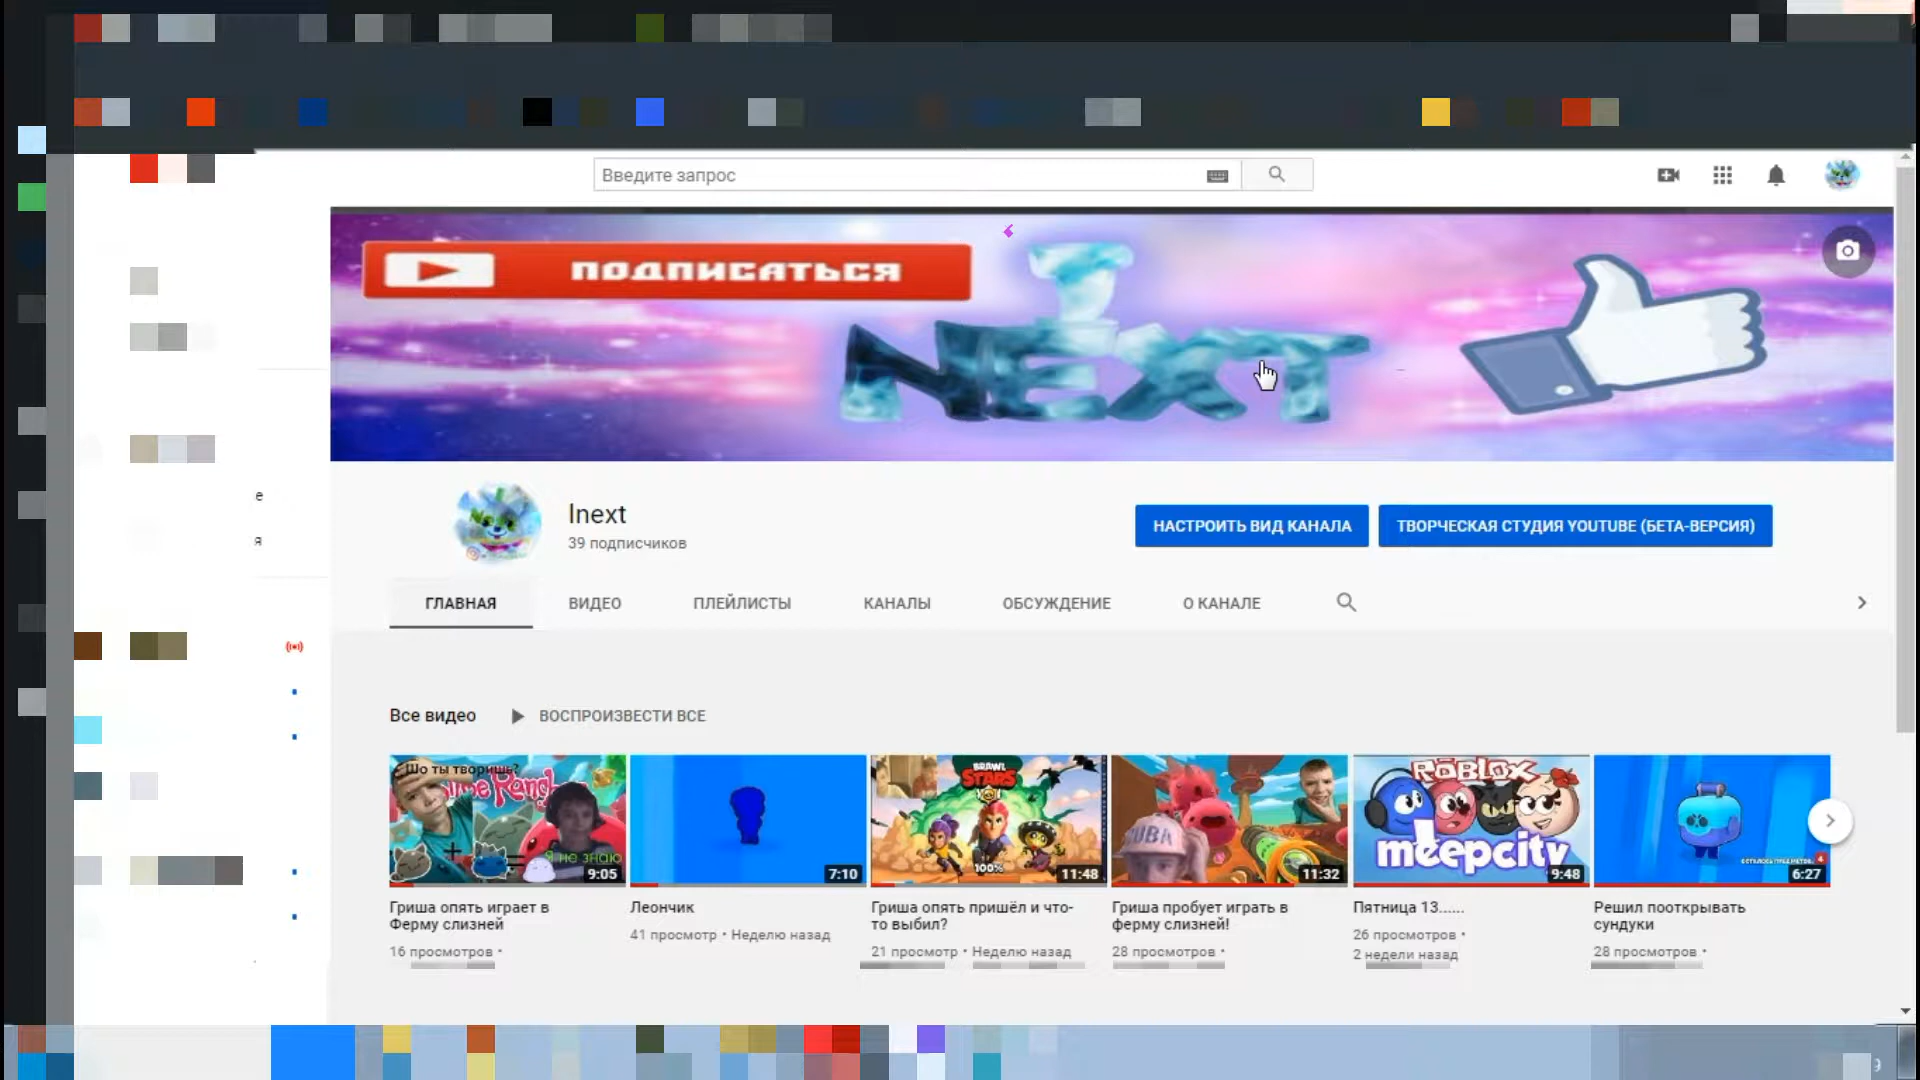 Введите запрос
ПОДПИСАТЬСЯ
I
NEXT
е
Inext
39 подписчиков
НАСТРОИТЬ ВИД КАНАЛА
ТВОРЧЕСКАЯ СТУДИЯ YOUTUBE (БЕТА-ВЕРСИЯ)
я
ГЛАВНАЯ
ВИДЕО
ПЛЕЙЛИСТЫ
КАНАЛЫ
ОБСУЖДЕНИЕ
О КАНАЛЕ
Все видео
ВОСПРОИЗВЕСТИ ВСЕ
Шо ты творишь?
Я не знаю
9:05
7:10
BRAWL
STARS
100%
11:48
11:32
ROBLOX
meepcity
9:48
ОСТАЛОСЬ ПРЕДМЕТОВ: 4
6:27
Гриша опять играет в
Ферму слизней
16 просмотров •
Леончик
41 просмотр • Неделю назад
Гриша опять пришёл и что-
то выбил?
21 просмотр • Неделю назад
Гриша пробует играть в
ферму слизней!
28 просмотров •
Пятница 13......
26 просмотров •
2 недели назад
Решил пооткрывать
сундуки
28 просмотров •